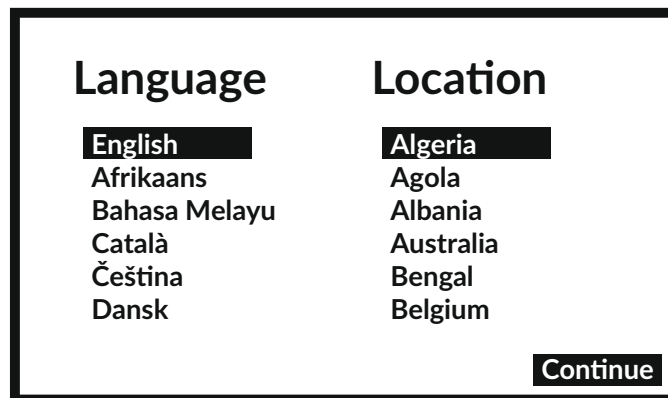 Language
English
Afrikaans
Bahasa Melayu
Català
Čeština
Dansk
Location
Algeria
Agola
Albania
Australia
Bengal
Belgium
Continue